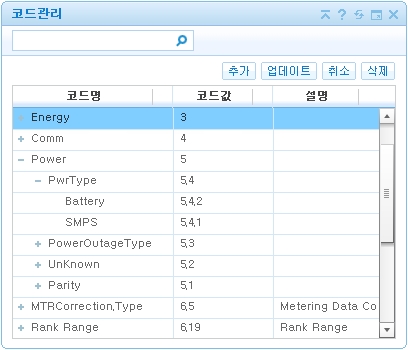 코드관리
추가 업데이트 취소 삭제
코드명 코드값 설명
Energy 3
Comm 4
Power 5
PwrType 5,4
Battery 5,4,2
SMPS 5,4,1
PowerOutageType 5,3
UnKnown 5,2
Parity 5,1
MTRCorrection,Type 6,5 Metering Data Co
Rank Range 6,19 Rank Range